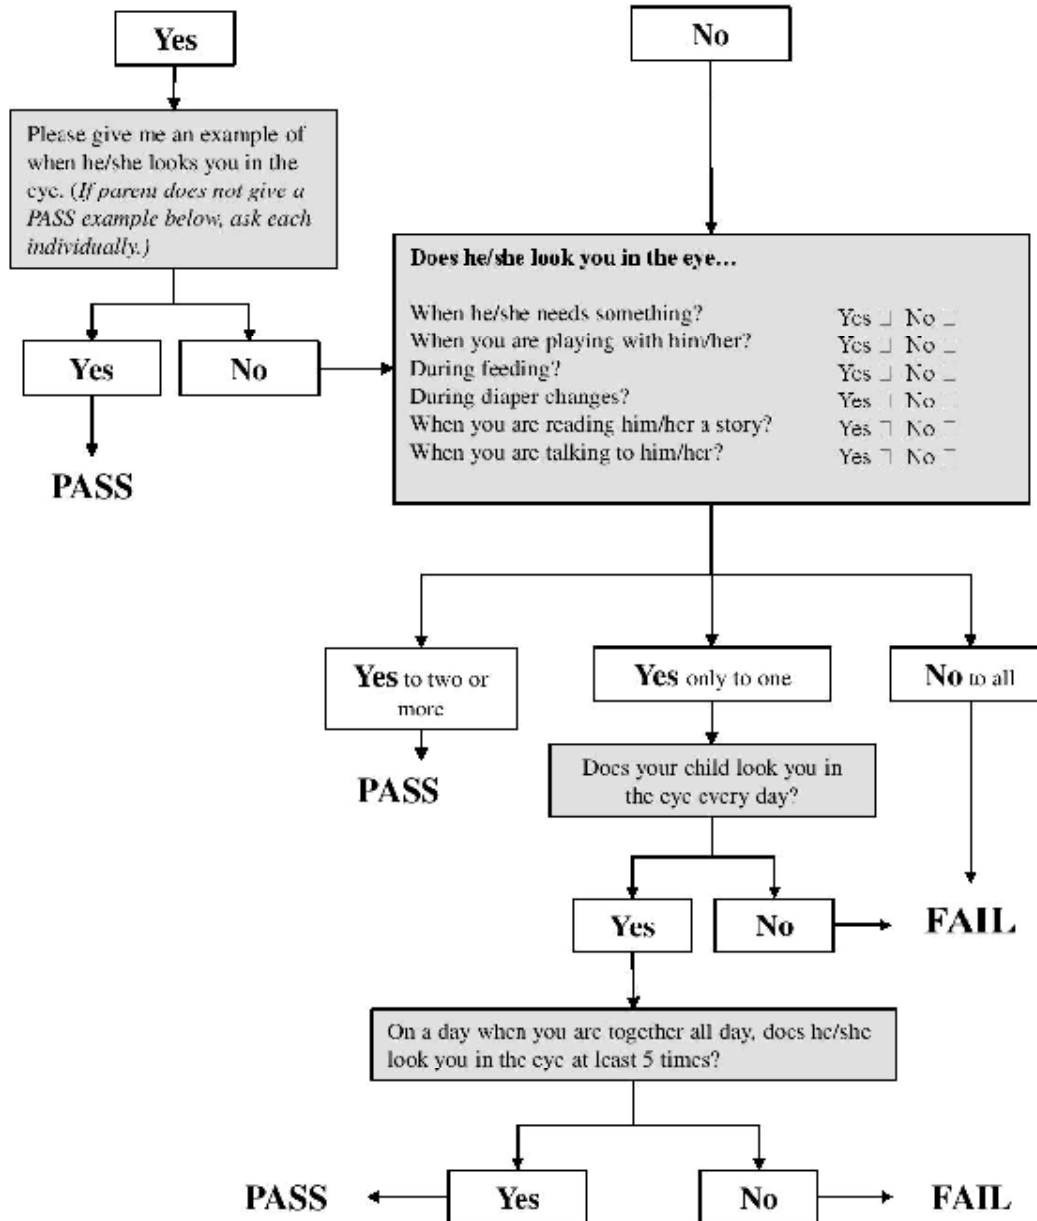 Yes
No
Please give me an example of
when he/she looks you in the
eye. (If parent does not give a
PASS example below, ask each
individually.)
Yes
No
PASS
Does he/she look you in the eye…
When he/she needs something? Yes □ No □
When you are playing with him/her? Yes □ No □
During feeding? Yes □ No □
During diaper changes? Yes □ No □
When you are reading him/her a story? Yes □ No □
When you are talking to him/her? Yes □ No □
Yes to two or
more
Yes only to one
No to all
PASS
Does your child look you in
the eye every day?
Yes
No
FAIL
On a day when you are together all day, does he/she
look you in the eye at least 5 times?
PASS
Yes
No
FAIL